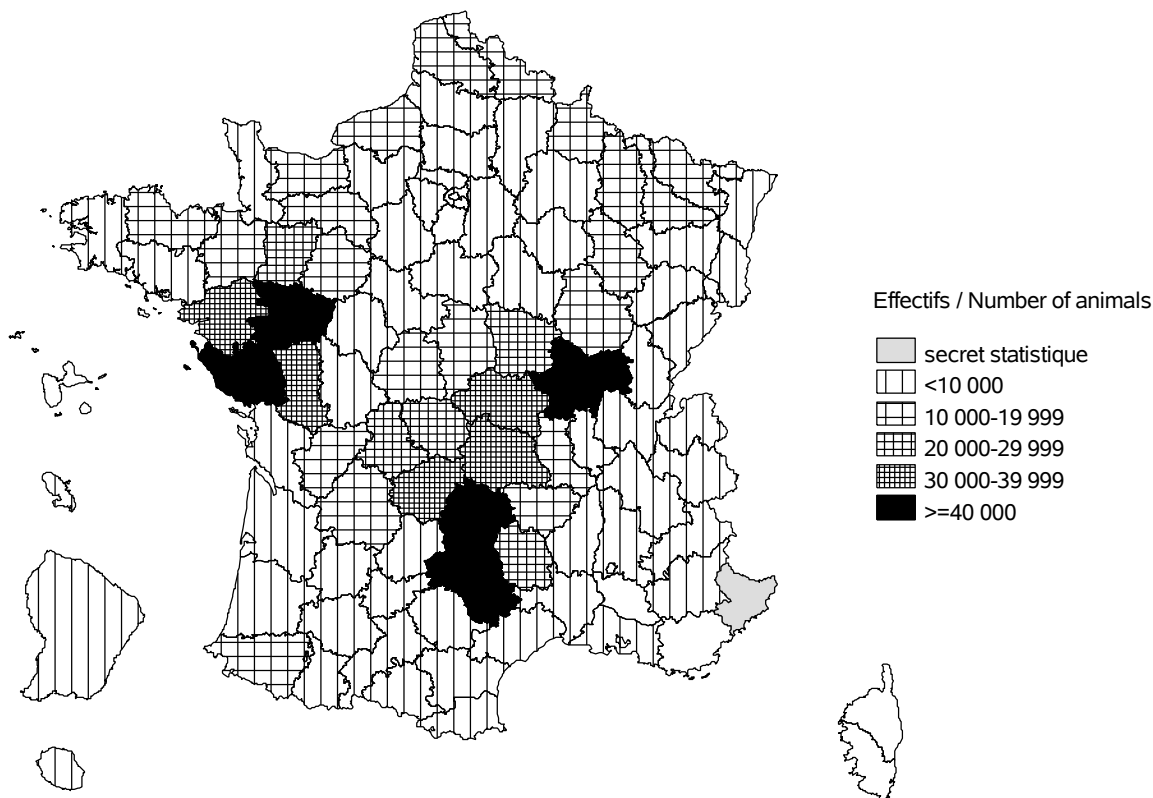 Effectifs / Number of animals
secret statistique
<10 000
10 000-19 999
20 000-29 999
30 000-39 999
>=40 000